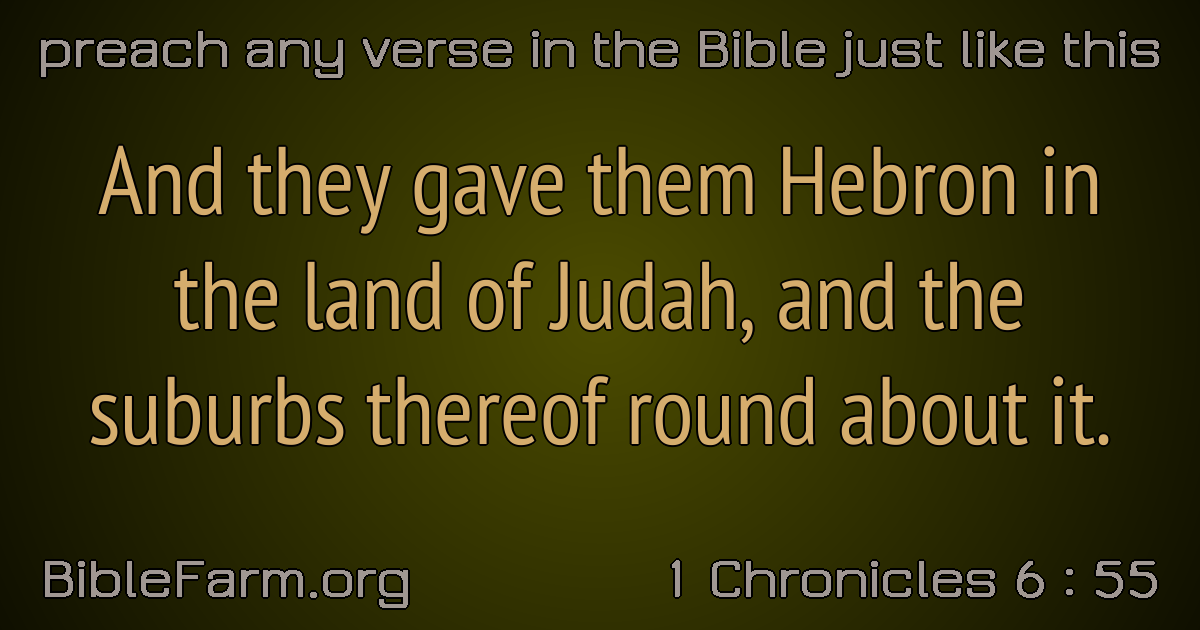 preach any verse in the Bible just like this
And they gave them Hebron in
the land of Judah, and the
suburbs thereof round about it.
BibleFarm.org
1 Chronicles 6 : 55